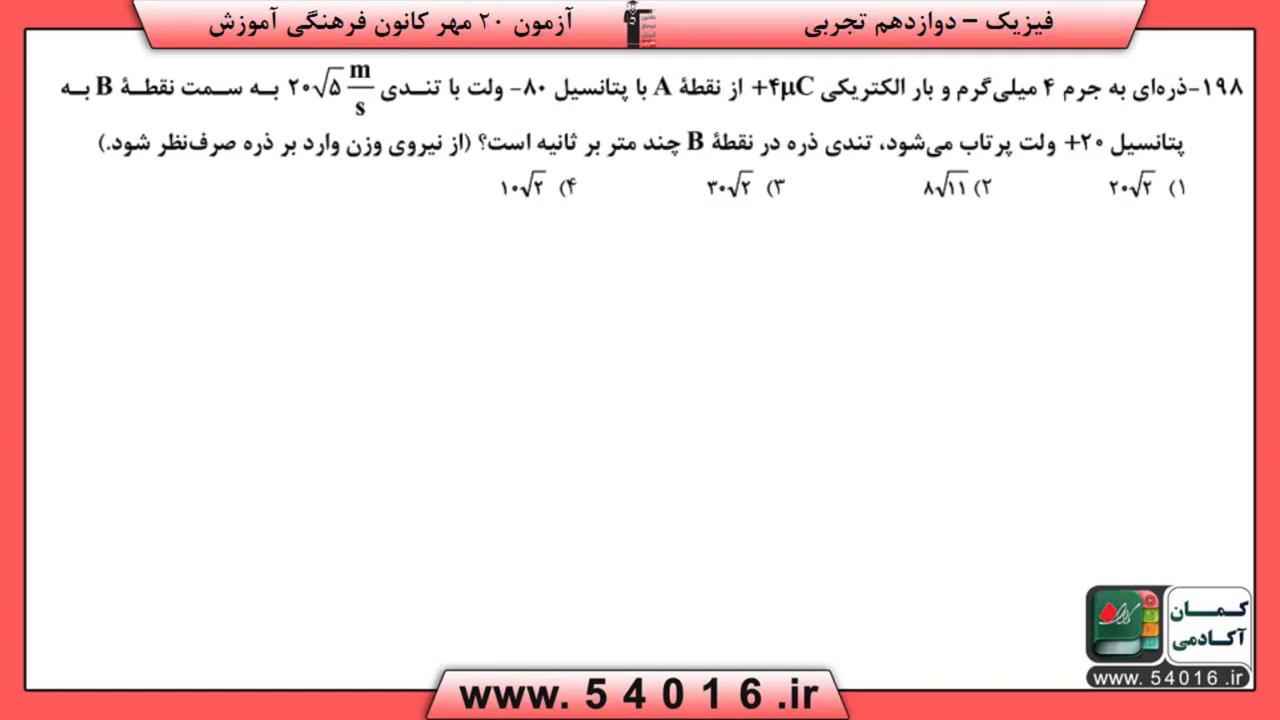 فیزیک – دوازدهم تجربی
آزمون ۲۰ مهر کانون فرهنگی آموزش
۱۹۸-ذره‌ای به جرم ۴ میلی‌گرم و بار الکتریکی +۴μC از نقطهٔ A با پتانسیل -۸۰ ولت با تندی ۲۰√۵ m/s به سمت نقطهٔ B به
پتانسیل +۲۰ ولت پرتاب می‌شود، تندی ذره در نقطهٔ B چند متر بر ثانیه است؟ (از نیروی وزن وارد بر ذره صرف‌نظر شود.)
۱) ۲۰√۲ ۲) ۸√۱۱ ۳) ۳۰√۲ ۴) ۱۰√۲
کمان
آکادمی
www. 54016 .ir
www. 5 4 0 1 6 .ir